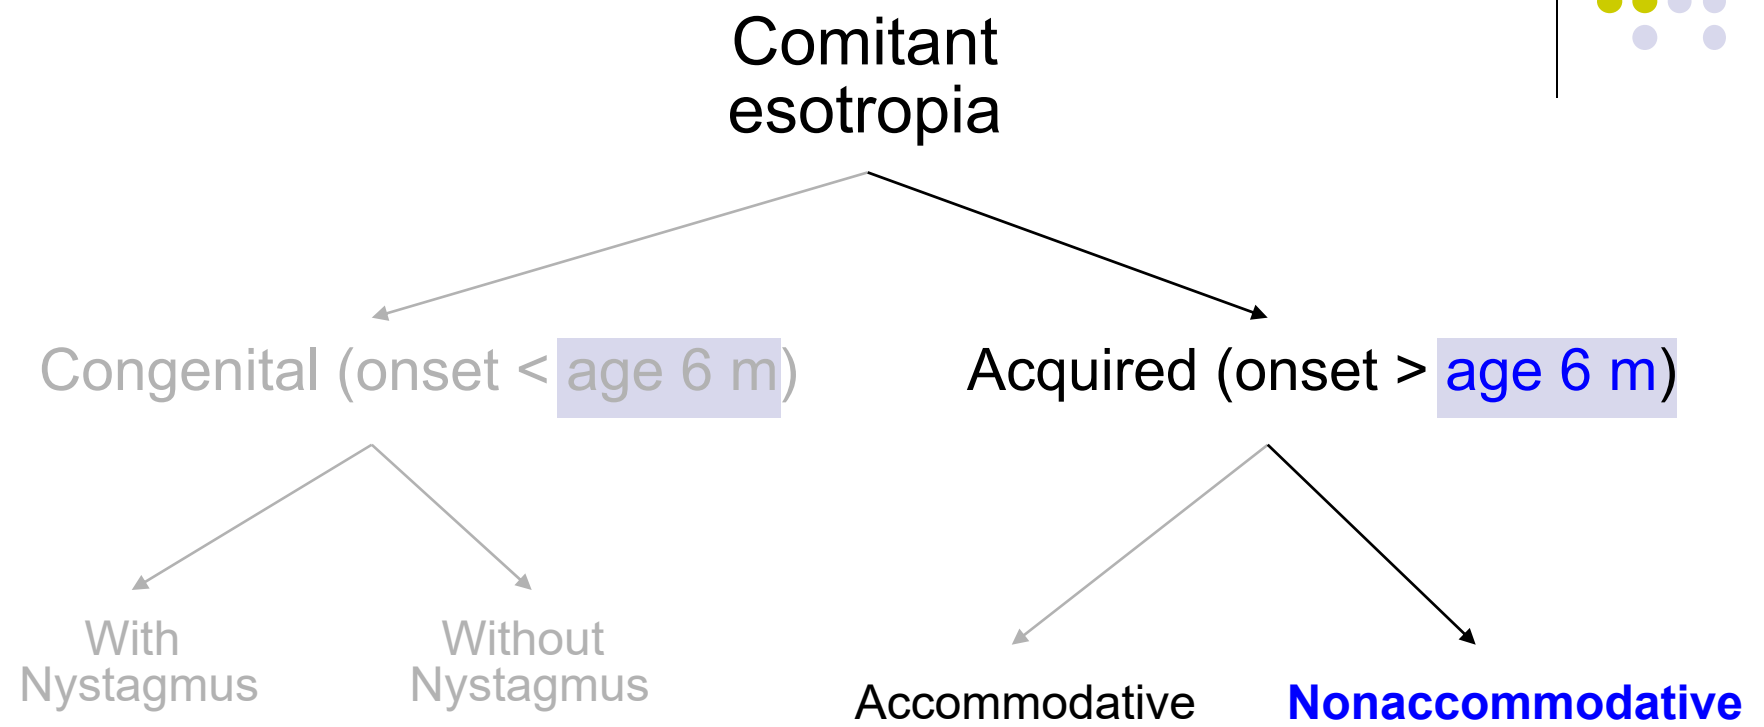 Comitant
esotropia
Congenital (onset < age 6 m)
Acquired (onset > age 6 m)
With
Nystagmus
Without
Nystagmus
Accommodative
Nonaccommodative